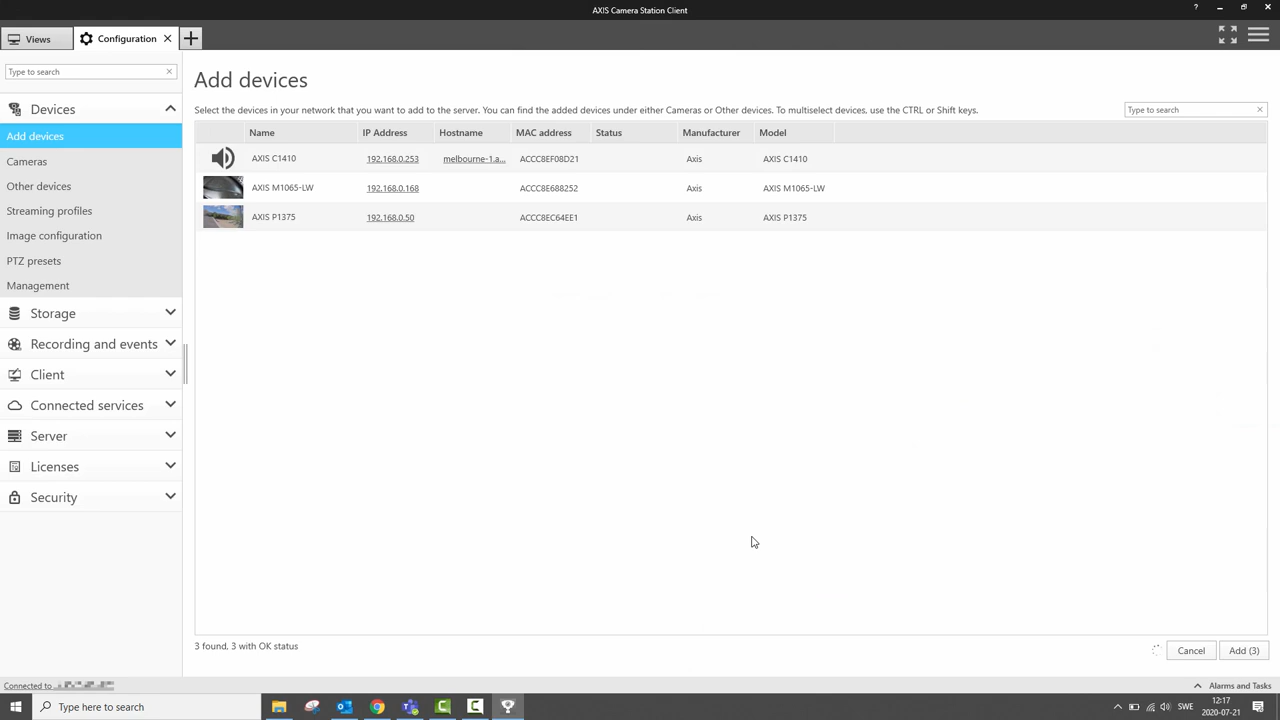 AXIS Camera Station Client
Views
Configuration
Type to search
Devices
Add devices
Cameras
Other devices
Streaming profiles
Image configuration
PTZ presets
Management
Storage
Recording and events
Client
Connected services
Server
Licenses
Security
Add devices
Select the devices in your network that you want to add to the server. You can find the added devices under either Cameras or Other devices. To multiselect devices, use the CTRL or Shift keys.
Type to search
Name IP Address Hostname MAC address Status Manufacturer Model
AXIS C1410 192.168.0.253 melbourne-1.a... ACCC8EF08D21 Axis AXIS C1410
AXIS M1065-LW 192.168.0.168 ACCC8E688252 Axis AXIS M1065-LW
AXIS P1375 192.168.0.50 ACCC8EC64EE1 Axis AXIS P1375
3 found, 3 with OK status
Cancel
Add (3)
Connected to
Alarms and Tasks
Type here to search
SWE
12:17
2020-07-21